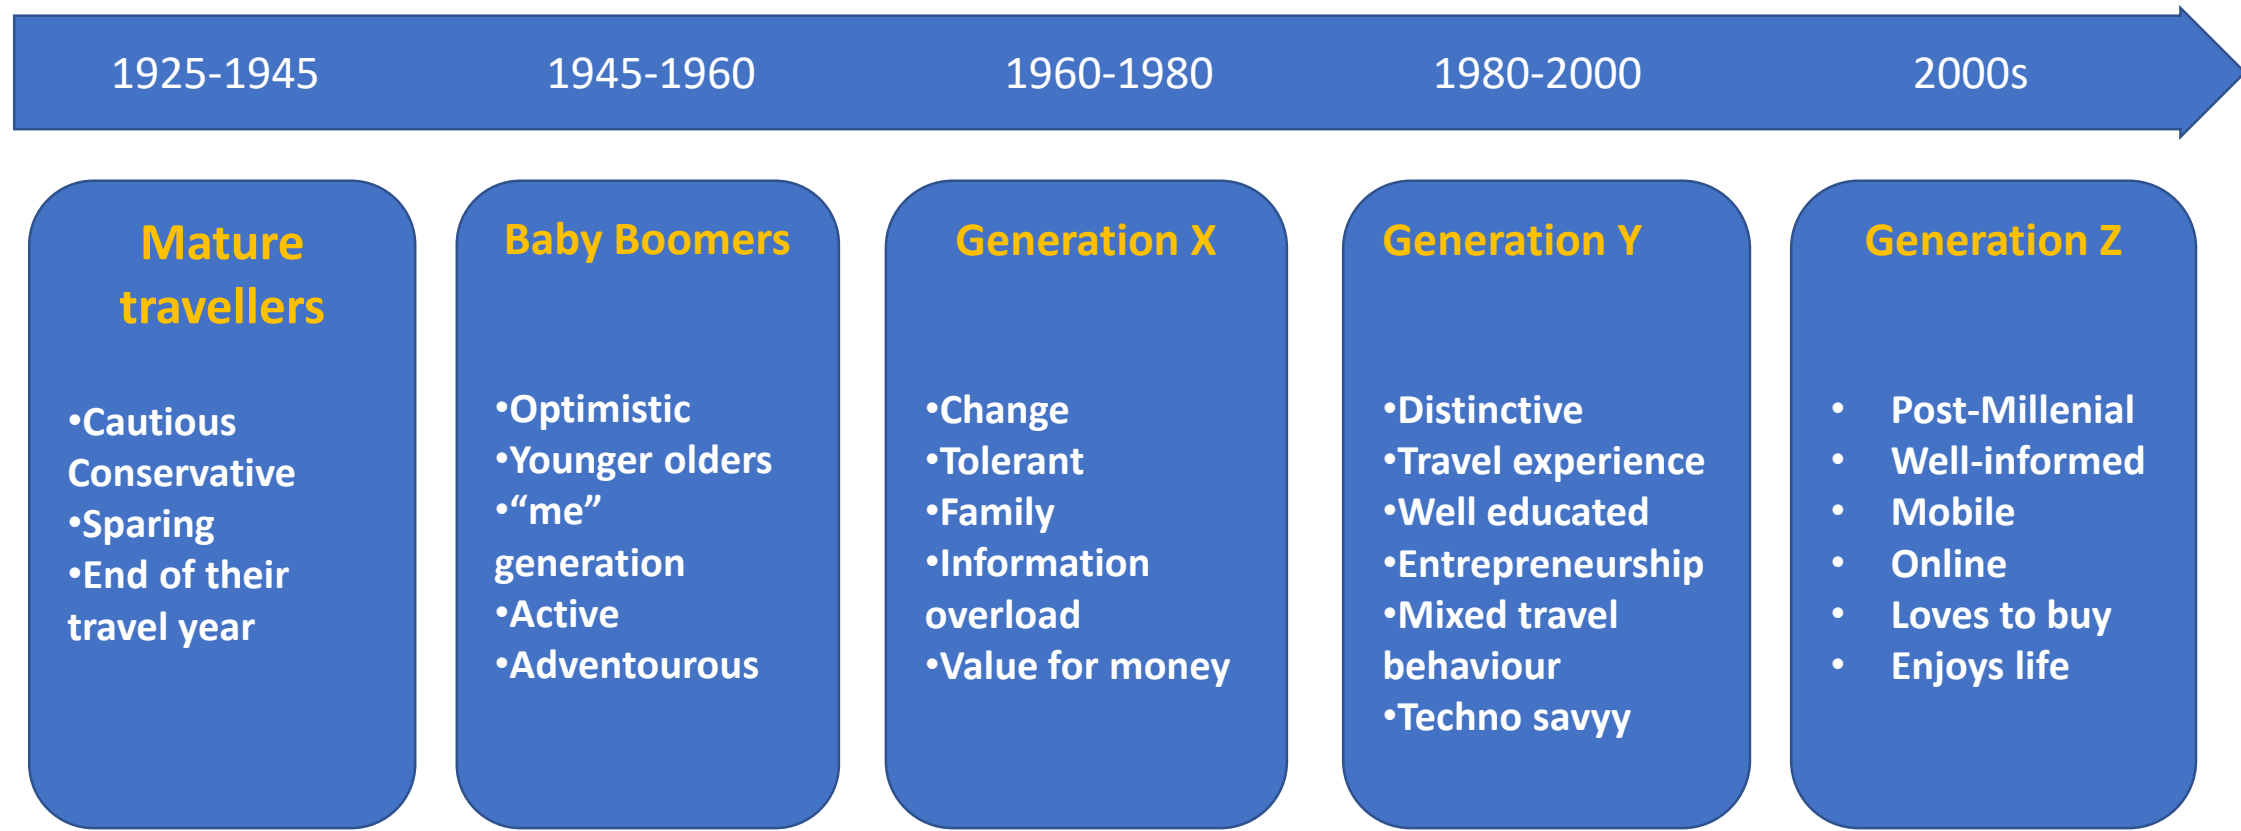 1925-1945
1945-1960
1960-1980
1980-2000
2000s
Mature
travellers
•Cautious
Conservative
•Sparing
•End of their
travel year
Baby Boomers
•Optimistic
•Younger olders
•“me”
generation
•Active
•Adventourous
Generation X
•Change
•Tolerant
•Family
•Information
overload
•Value for money
Generation Y
•Distinctive
•Travel experience
•Well educated
•Entrepreneurship
•Mixed travel
behaviour
•Techno savyy
Generation Z
• Post-Millenial
• Well-informed
• Mobile
• Online
• Loves to buy
• Enjoys life